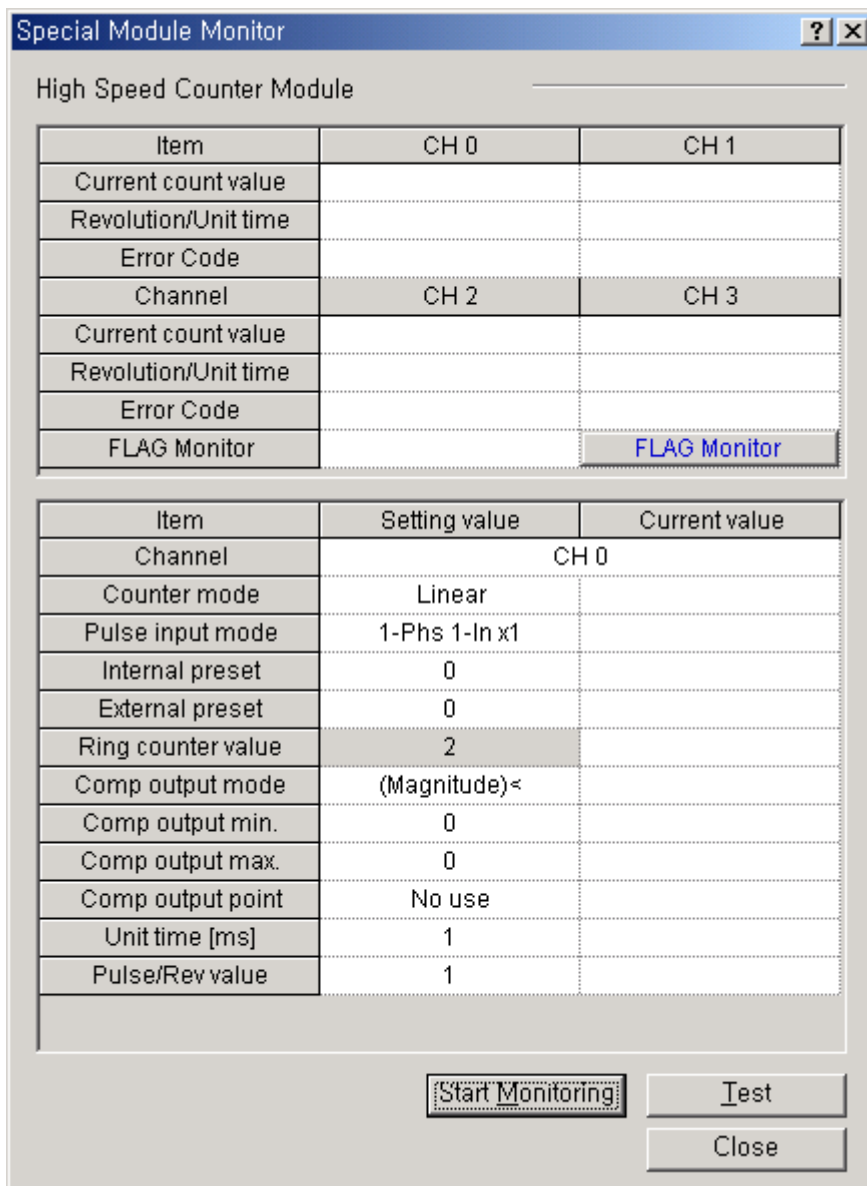 Special Module Monitor
High Speed Counter Module
Item CH 0 CH 1
Current count value
Revolution/Unit time
Error Code
Channel CH 2 CH 3
Current count value
Revolution/Unit time
Error Code
FLAG Monitor FLAG Monitor
Item Setting value Current value
Channel CH 0
Counter mode Linear
Pulse input mode 1-Phs 1-In x1
Internal preset 0
External preset 0
Ring counter value 2
Comp output mode (Magnitude)<
Comp output min. 0
Comp output max. 0
Comp output point No use
Unit time [ms] 1
Pulse/Rev value 1
Start Monitoring Test
Close